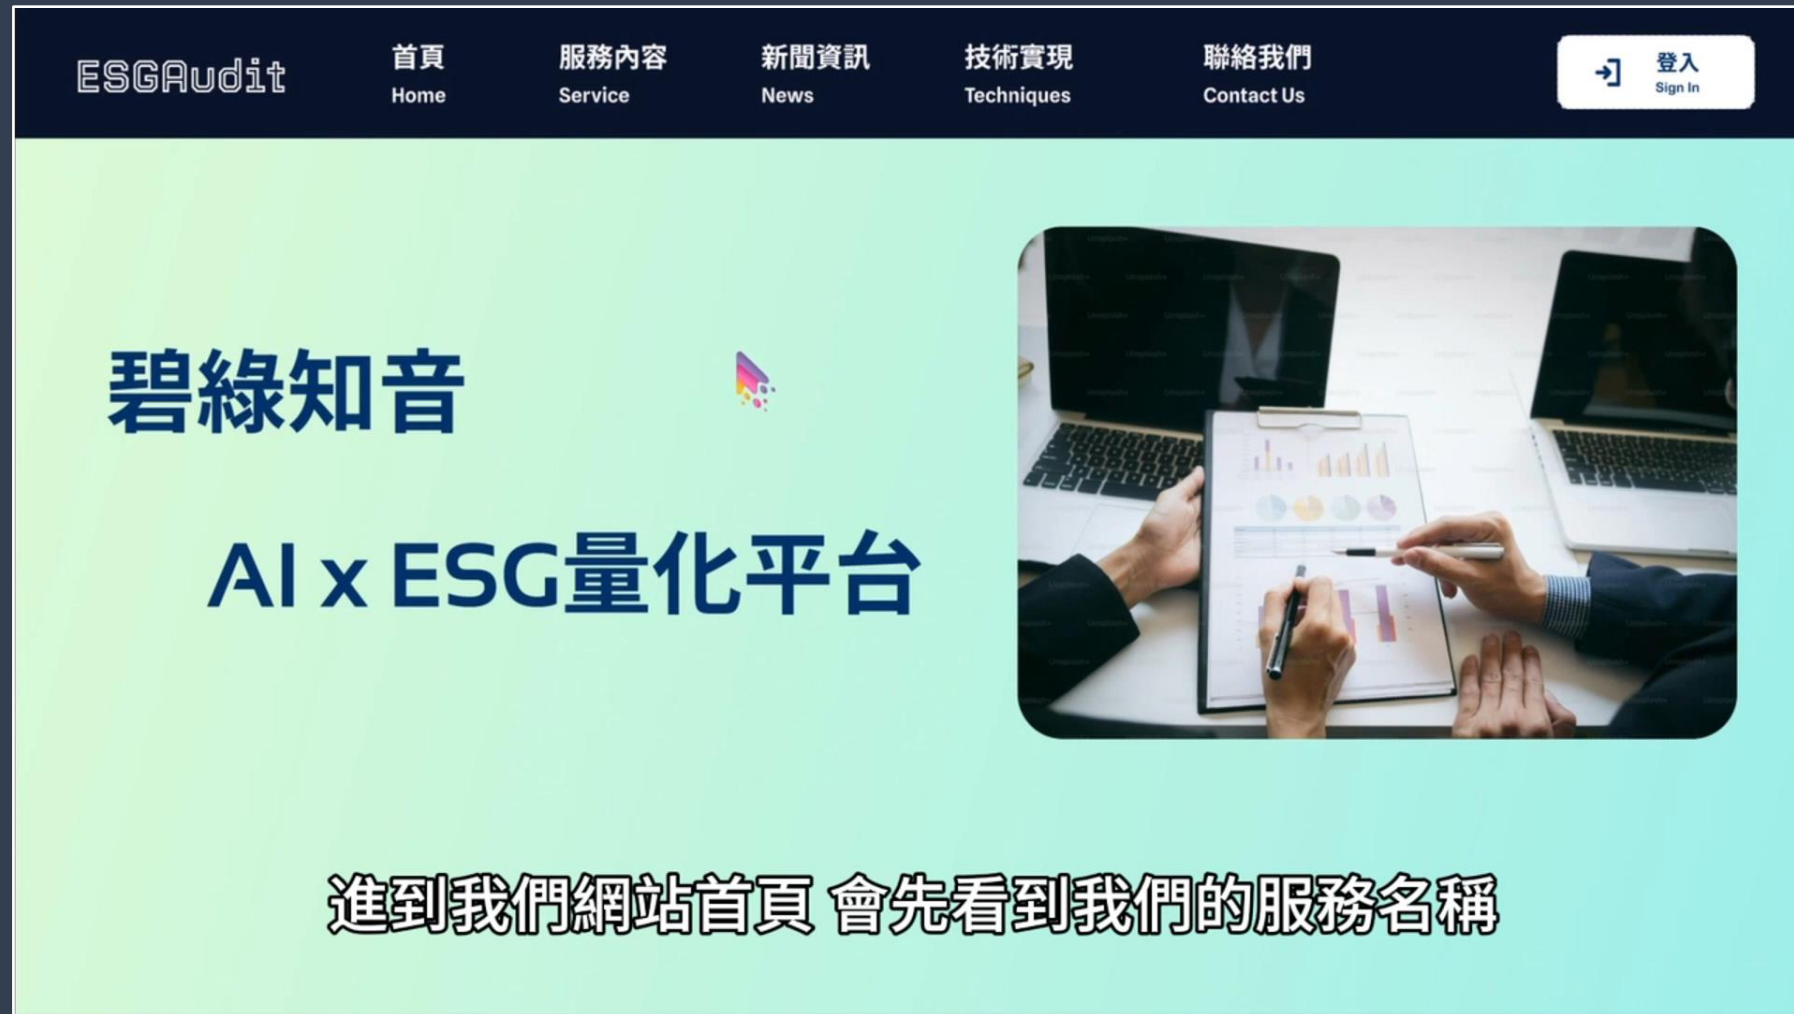 ESGAudit
首頁
Home
服務內容
Service
新聞資訊
News
技術實現
Techniques
聯絡我們
Contact Us
登入
Sign In
碧綠知音
AI x ESG量化平台
進到我們網站首頁 會先看到我們的服務名稱